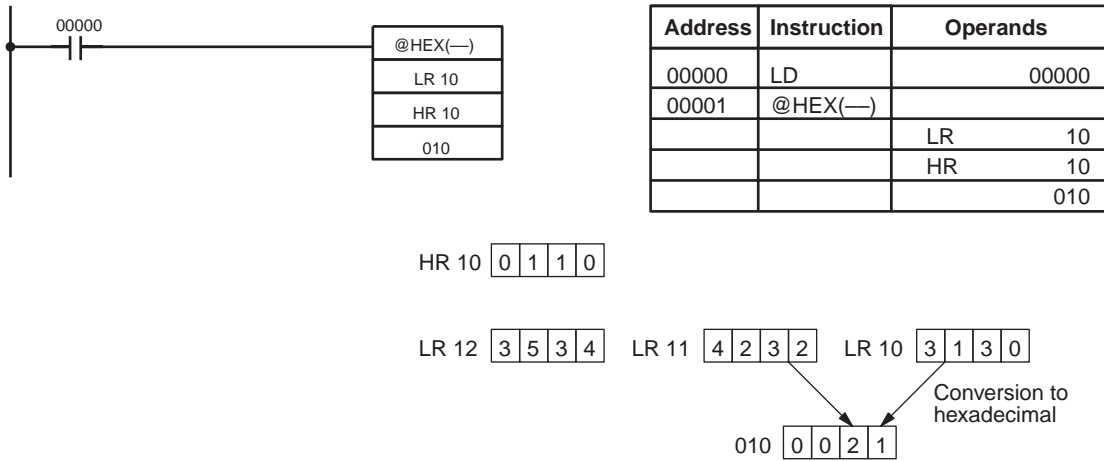 00000
@HEX(––)
LR 10
HR 10
010
Address Instruction Operands
00000 LD 00000
00001 @HEX(––)
LR 10
HR 10
010
HR 10 0 1 1 0
LR 12 3 5 3 4 LR 11 4 2 3 2 LR 10 3 1 3 0
Conversion to
hexadecimal
010 0 0 2 1